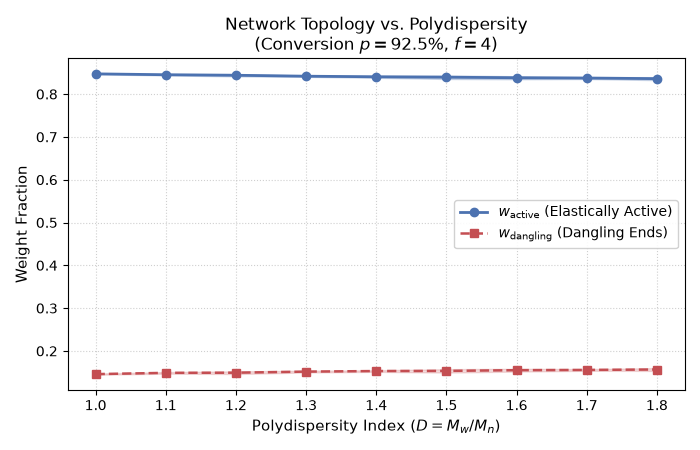 Network Topology vs. Polydispersity
(Conversion p = 92.5%, f = 4)
Weight Fraction
0.8
0.7
0.6
0.5
0.4
0.3
0.2
w_active (Elastically Active)
w_dangling (Dangling Ends)
1.0 1.1 1.2 1.3 1.4 1.5 1.6 1.7 1.8
Polydispersity Index (D = M_w/M_n)